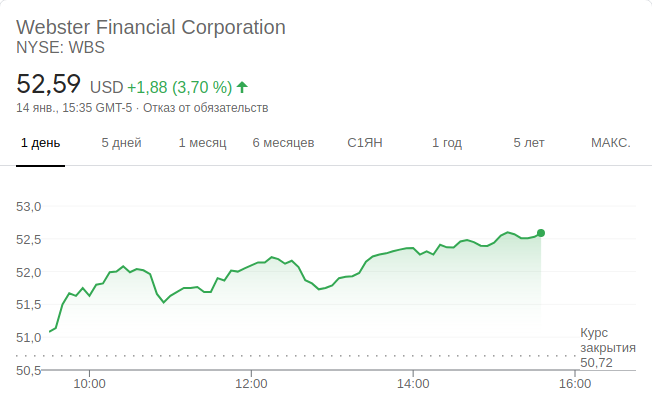 Webster Financial Corporation
NYSE: WBS
52,59 USD +1,88 (3,70 %)
14 янв., 15:35 GMT-5 · Отказ от обязательств
1 день 5 дней 1 месяц 6 месяцев С1ЯН 1 год 5 лет МАКС.
53,0
52,5
52,0
51,5
51,0
Курс
закрытия
50,72
50,5
10:00 12:00 14:00 16:00